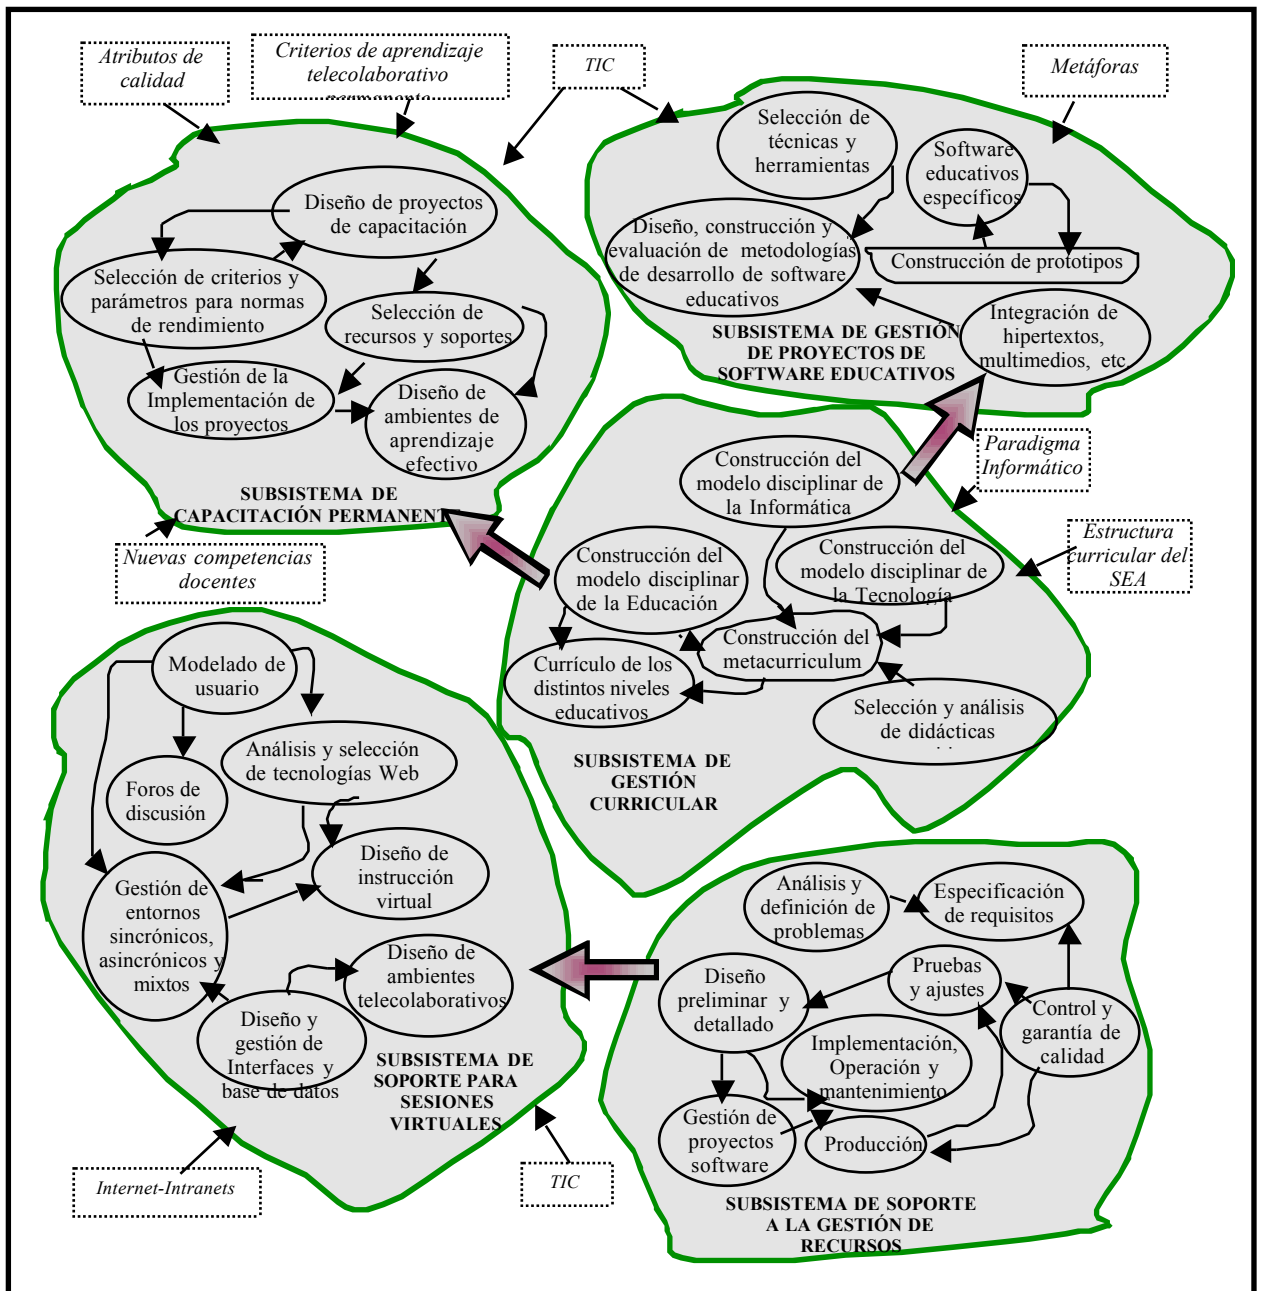 Atributos de
calidad
Criterios de aprendizaje
telecolaborativo
TIC
Metáforas
Diseño de proyectos
de capacitación
Selección de criterios y
parámetros para normas
de rendimiento
Selección de
recursos y soportes
Gestión de la
Implementación de
los proyectos
Diseño de
ambientes de
aprendizaje
efectivo
SUBSISTEMA DE
CAPACITACIÓN PERMANENT
Nuevas competencias
docentes
Selección de
técnicas y
herramientas
Software
educativos
específicos
Diseño, construcción y
evaluación de metodologías
de desarrollo de software
educativos
Construcción de prototipos
Integración de
hipertextos,
multimedios, etc.
SUBSISTEMA DE GESTIÓN
DE PROYECTOS DE
SOFTWARE EDUCATIVOS
Paradigma
Informático
Estructura
curricular del
SEA
Construcción del
modelo disciplinar de
la Informática
Construcción del
modelo disciplinar
de la Educación
Construcción del
modelo disciplinar de
la Tecnología
Construcción del
metacurriculum
Currículo de los
distintos niveles
educativos
Selección y análisis
de didácticas
SUBSISTEMA DE
GESTIÓN
CURRICULAR
Modelado de
usuario
Análisis y selección
de tecnologías Web
Foros de
discusión
Diseño de
instrucción
virtual
Gestión de
entornos
sincrónicos,
asincrónicos y
mixtos
Diseño de
ambientes
telecolaborativos
Diseño y
gestión de
Interfaces y
base de datos
SUBSISTEMA DE
SOPORTE PARA
SESIONES
VIRTUALES
Internet-Intranets
TIC
Análisis y
definición de
problemas
Especificación
de requisitos
Diseño
preliminar y
detallado
Pruebas
y ajustes
Control y
garantía de
calidad
Implementación,
Operación y
mantenimiento
Gestión de
proyectos
software
Producción
SUBSISTEMA DE SOPORTE
A LA GESTIÓN DE
RECURSOS